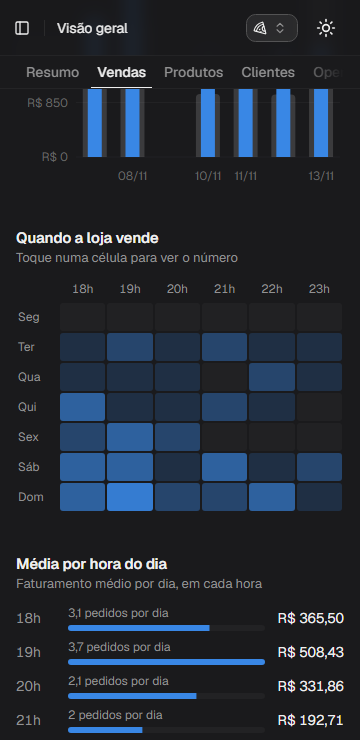 Visão geral
Resumo Vendas Produtos Clientes Ope
R$ 850
R$ 0
08/11 10/11 11/11 13/11
Quando a loja vende
Toque numa célula para ver o número
18h 19h 20h 21h 22h 23h
Seg
Ter
Qua
Qui
Sex
Sáb
Dom
Média por hora do dia
Faturamento médio por dia, em cada hora
18h 3,1 pedidos por dia R$ 365,50
19h 3,7 pedidos por dia R$ 508,43
20h 2,1 pedidos por dia R$ 331,86
21h 2 pedidos por dia R$ 192,71